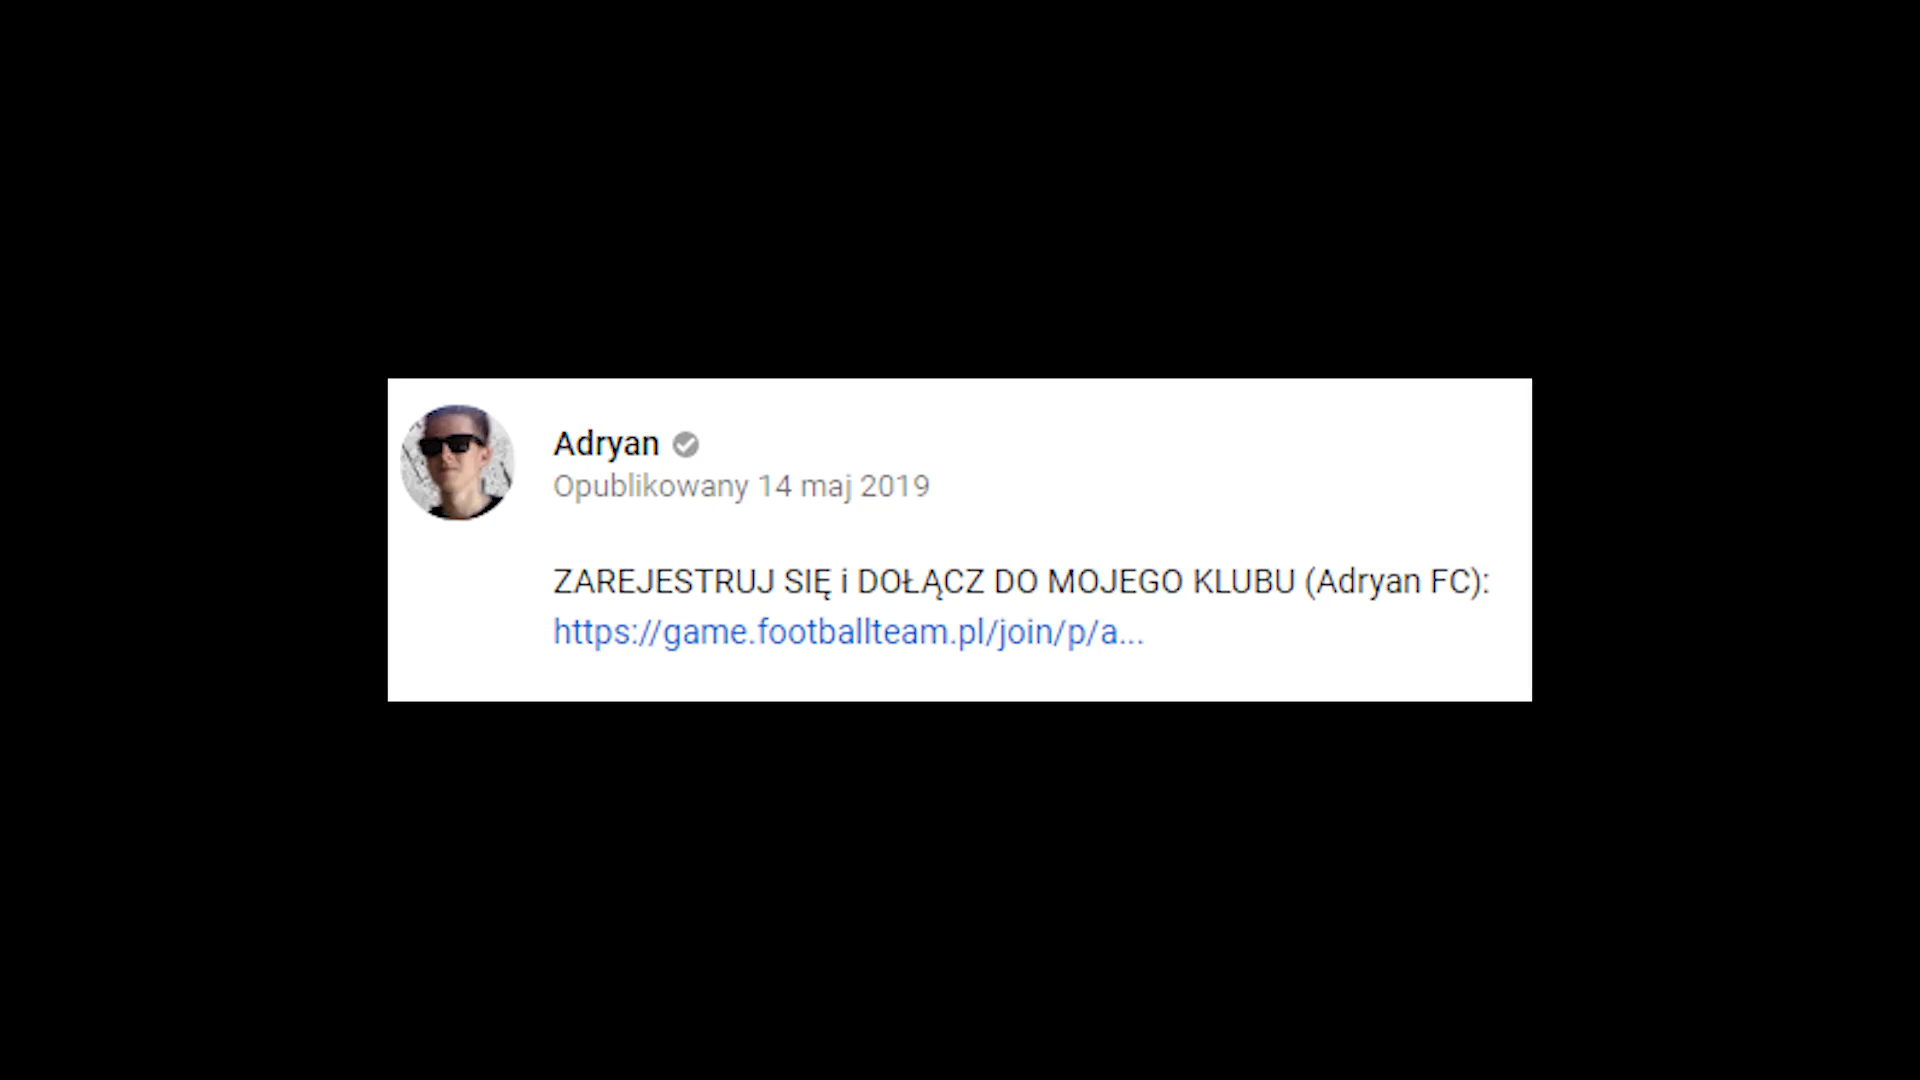 Adryan
Opublikowany 14 maj 2019
ZAREJESTRUJ SIĘ i DOŁĄCZ DO MOJEGO KLUBU (Adryan FC):
https://game.footballteam.pl/join/p/a...